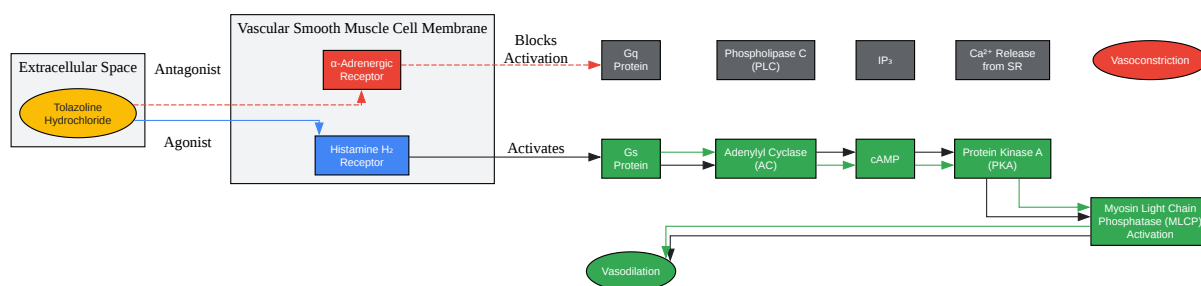 Vascular Smooth Muscle Cell Membrane
Extracellular Space
Antagonist
α-Adrenergic
Receptor
Blocks
Activation
Gq
Protein
Phospholipase C
(PLC)
IP₃
Ca²⁺ Release
from SR
Vasoconstriction
Tolazoline
Hydrochloride
Agonist
Histamine H₂
Receptor
Activates
Gs
Protein
Adenylyl Cyclase
(AC)
cAMP
Protein Kinase A
(PKA)
Myosin Light Chain
Phosphatase (MLCP)
Activation
Vasodilation